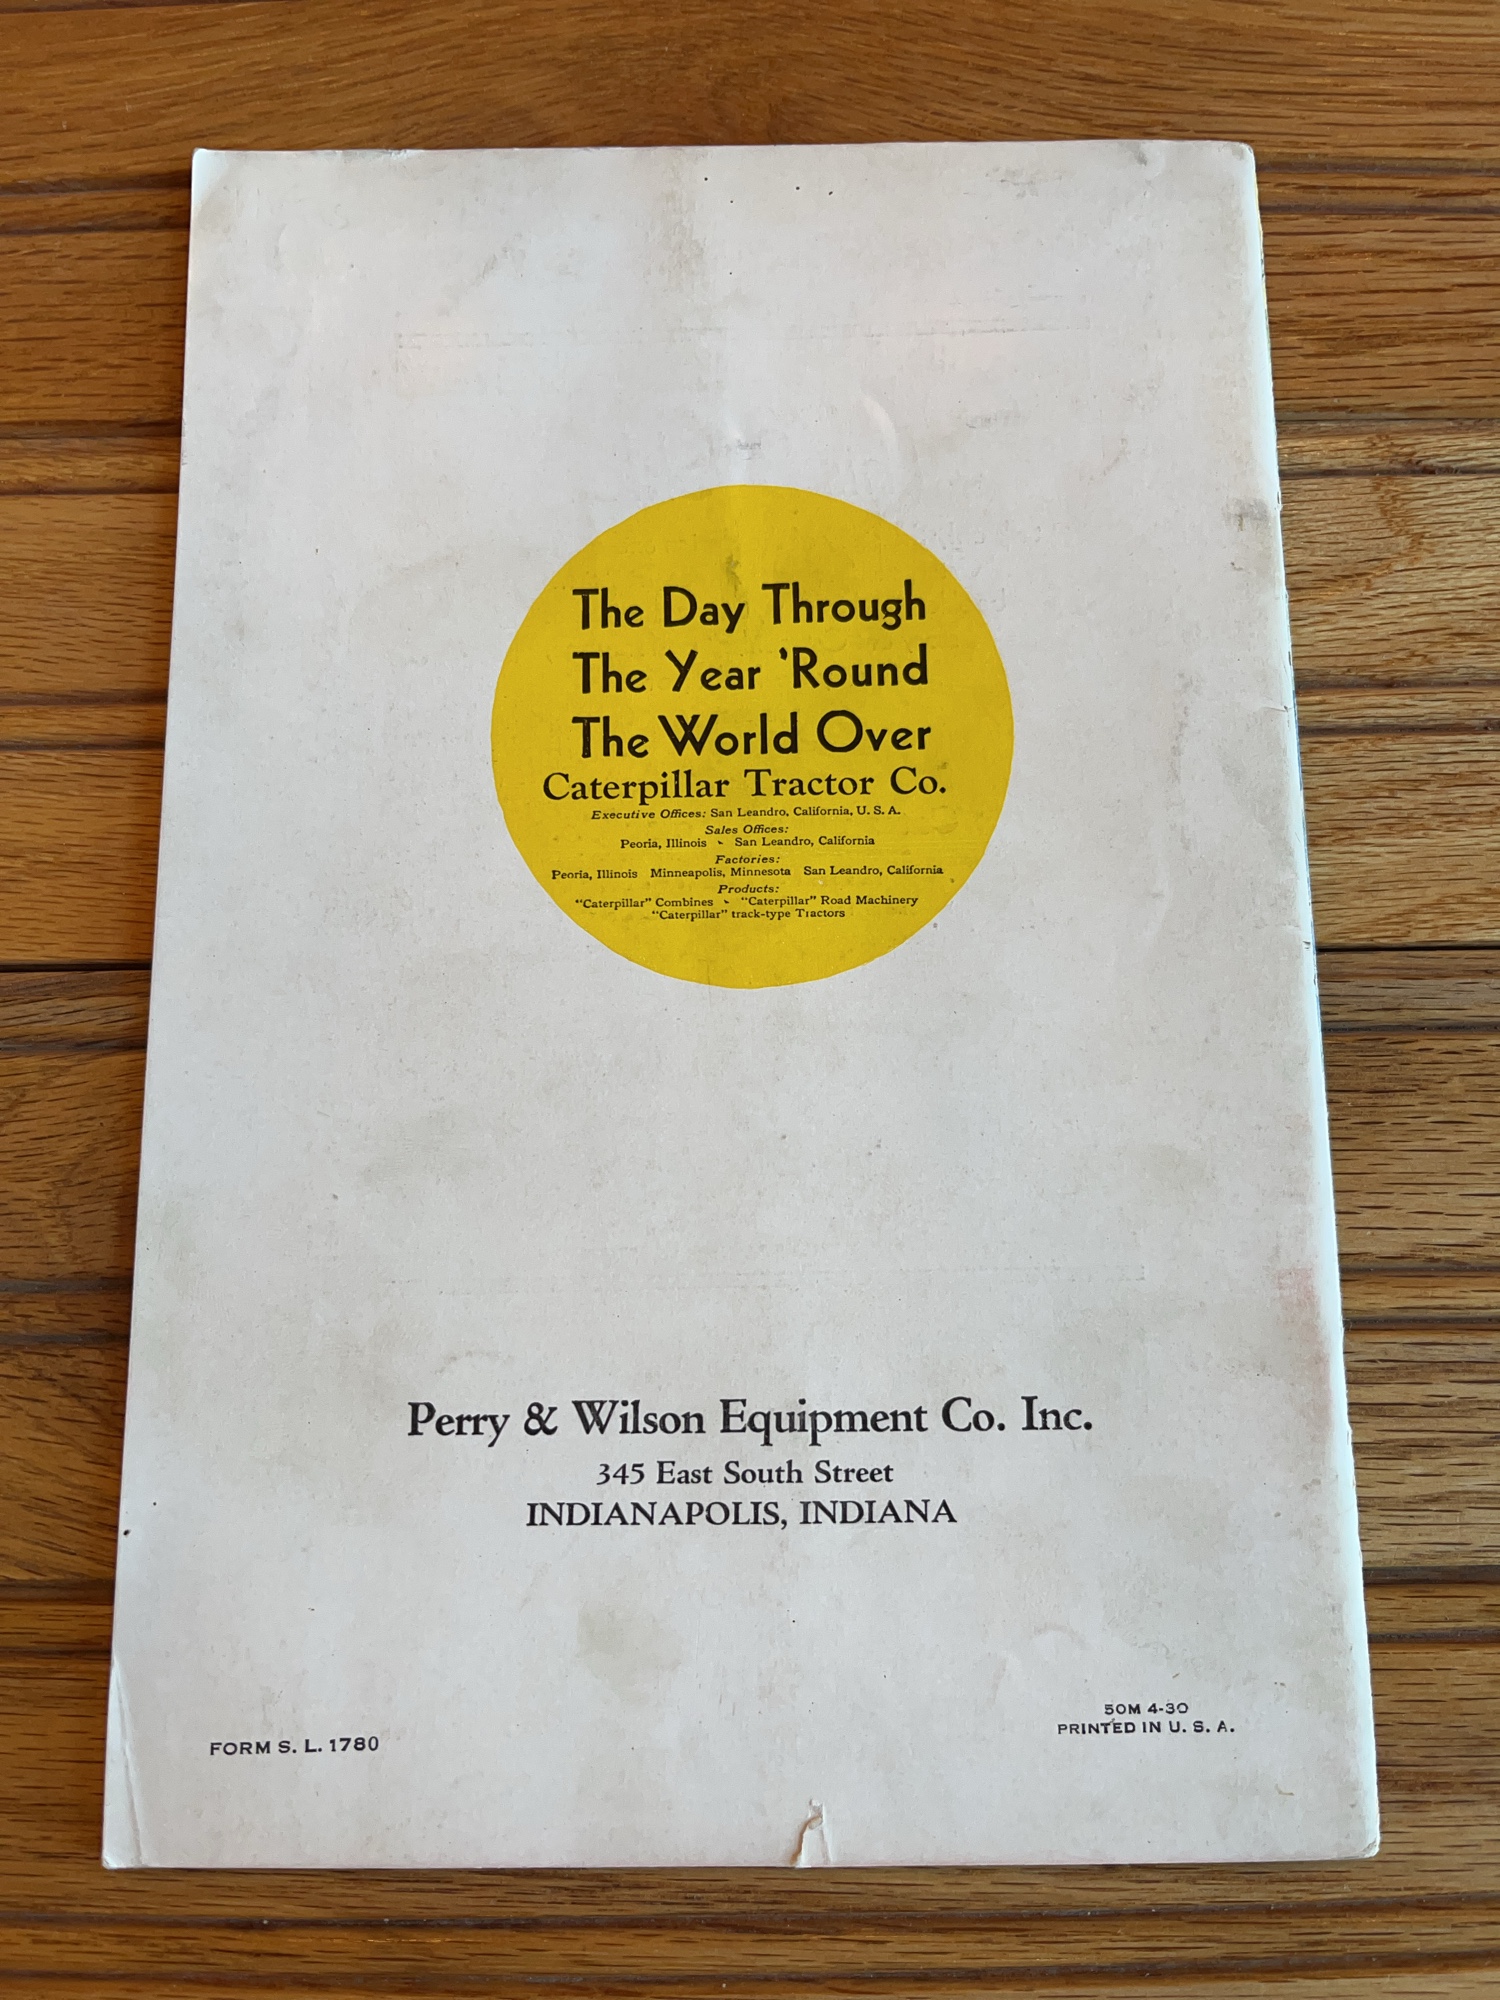 The Day Through
The Year 'Round
The World Over
Caterpillar Tractor Co.
Executive Offices: San Leandro, California, U. S. A.
Sales Offices:
Peoria, Illinois - San Leandro, California
Factories:
Peoria, Illinois Minneapolis, Minnesota San Leandro, California
Products:
"Caterpillar" Combines - "Caterpillar" Road Machinery
"Caterpillar" track-type Tractors
Perry & Wilson Equipment Co. Inc.
345 East South Street
INDIANAPOLIS, INDIANA
FORM S. L. 1780
50M 4-30
PRINTED IN U. S. A.